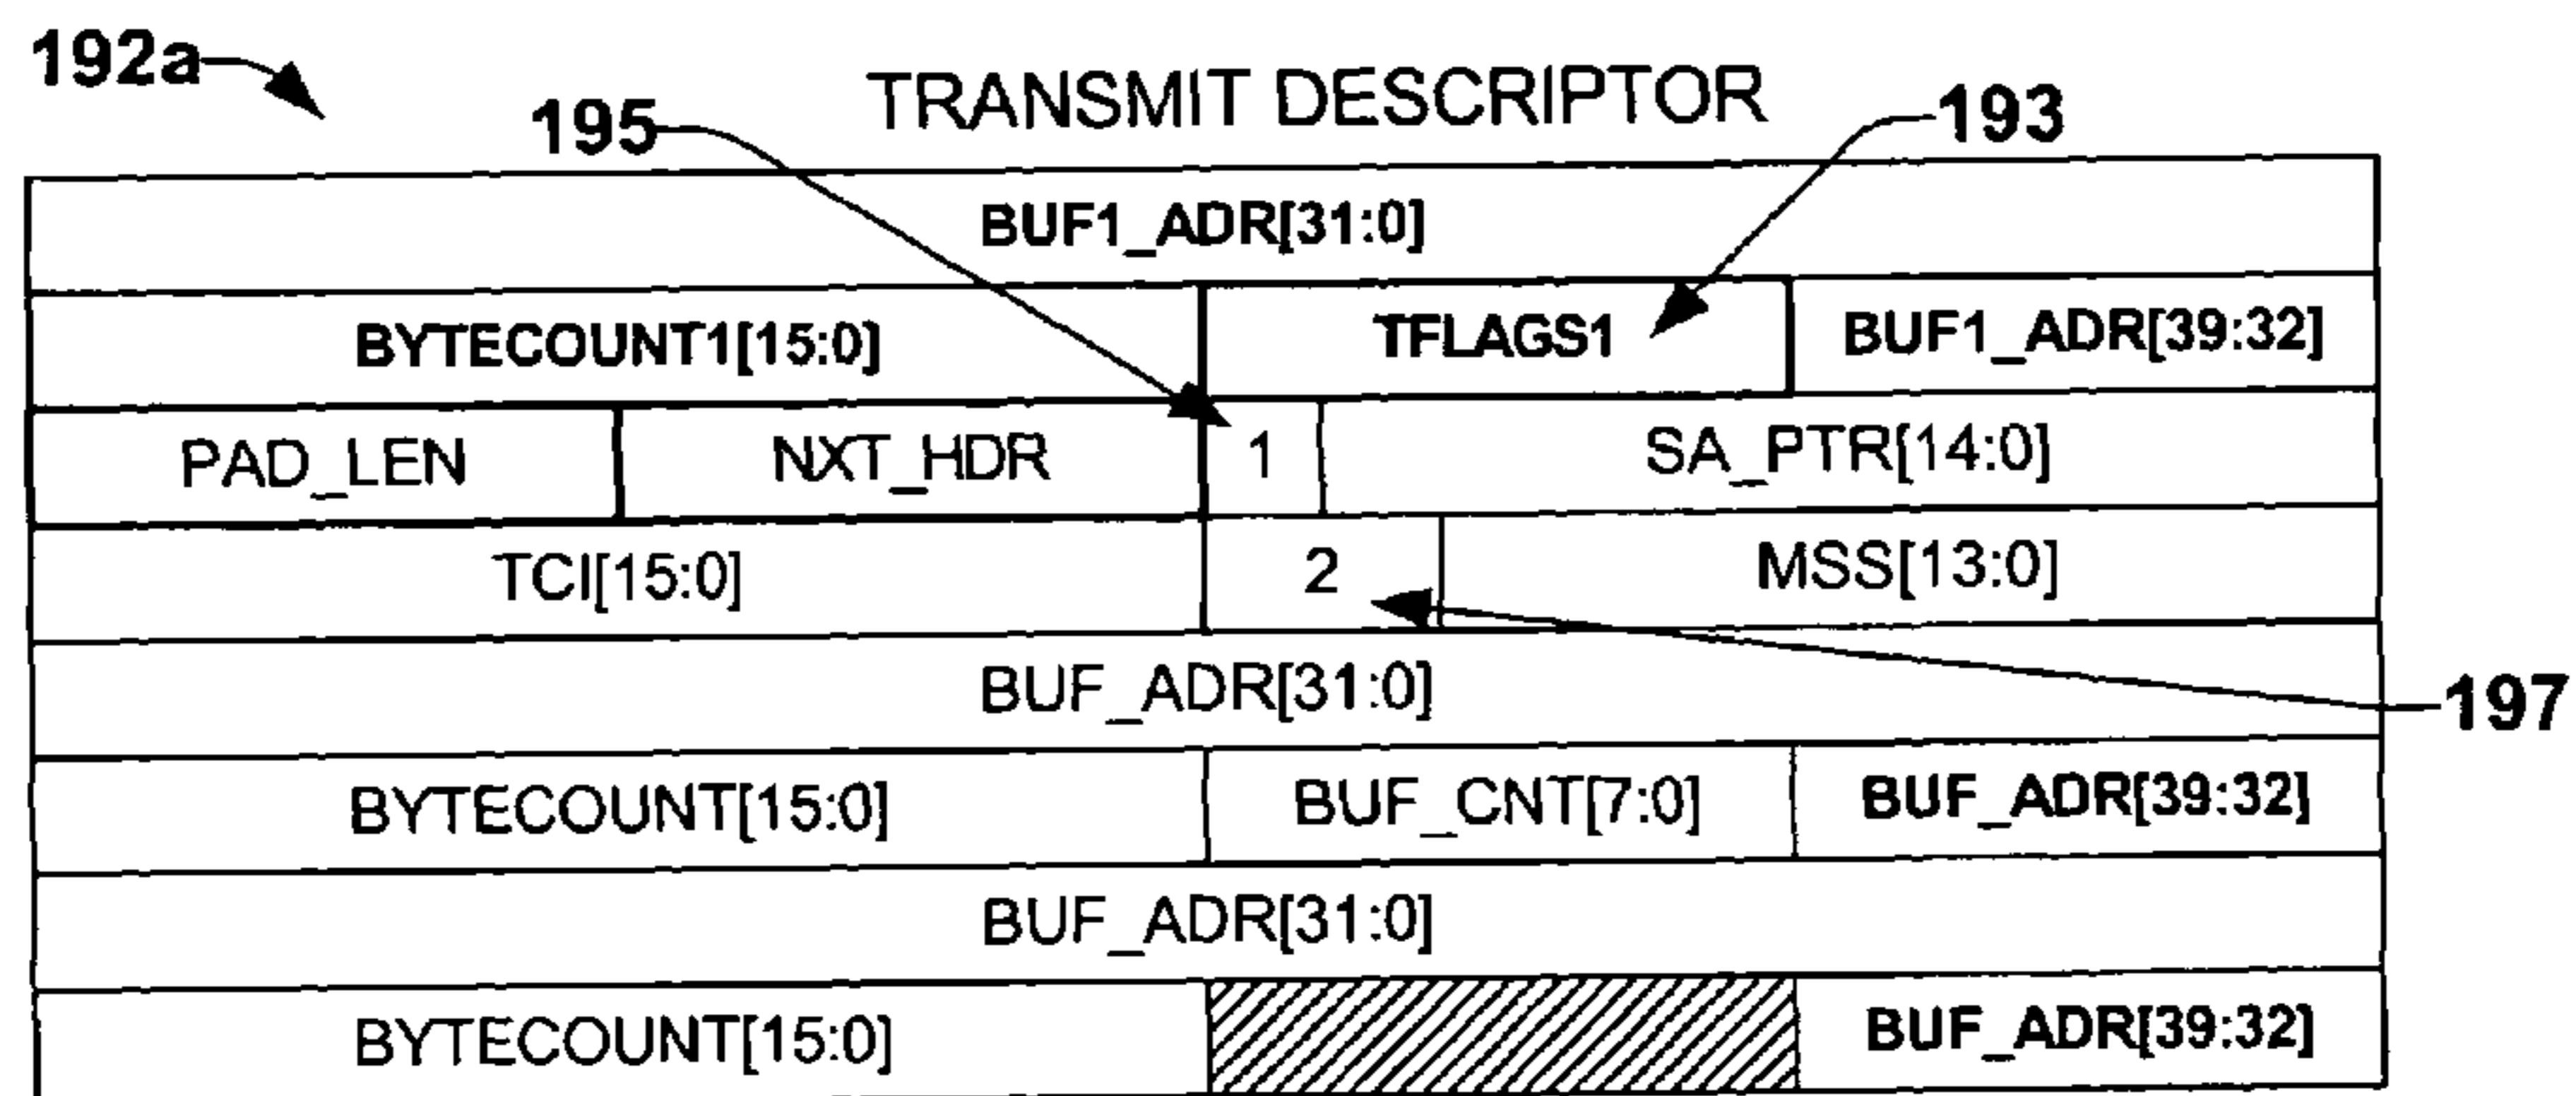 192a
TRANSMIT DESCRIPTOR
195 193
BUF1_ADR[31:0]
BYTECOUNT1[15:0] TFLAGS1 BUF1_ADR[39:32]
PAD_LEN NXT_HDR 1 SA_PTR[14:0]
TCI[15:0] 2 MSS[13:0]
BUF_ADR[31:0]
197
BYTECOUNT[15:0] BUF_CNT[7:0] BUF_ADR[39:32]
BUF_ADR[31:0]
BYTECOUNT[15:0] BUF_ADR[39:32]